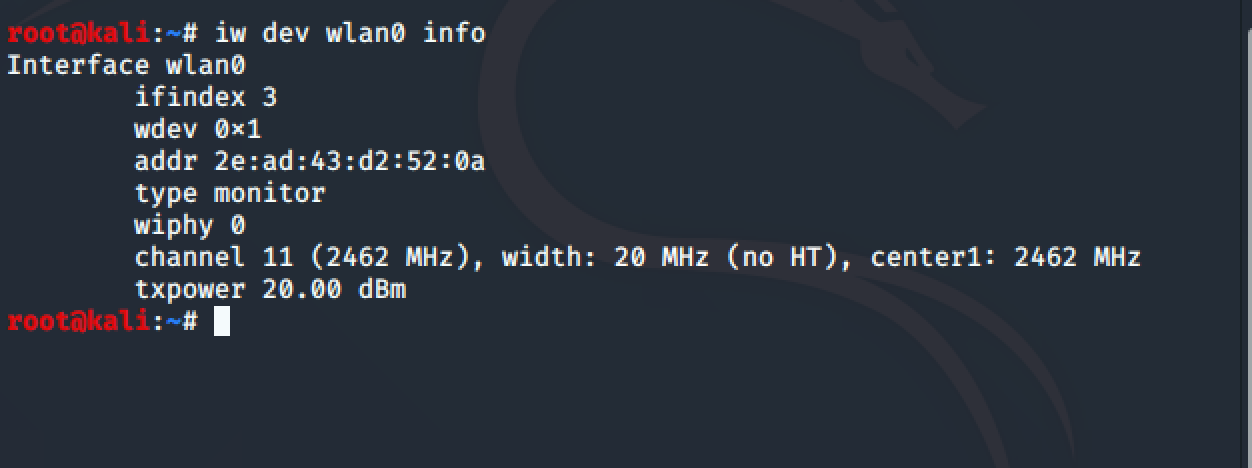 root@kali:~# iw dev wlan0 info
Interface wlan0
ifindex 3
wdev 0×1
addr 2e:ad:43:d2:52:0a
type monitor
wiphy 0
channel 11 (2462 MHz), width: 20 MHz (no HT), center1: 2462 MHz
txpower 20.00 dBm
root@kali:~#